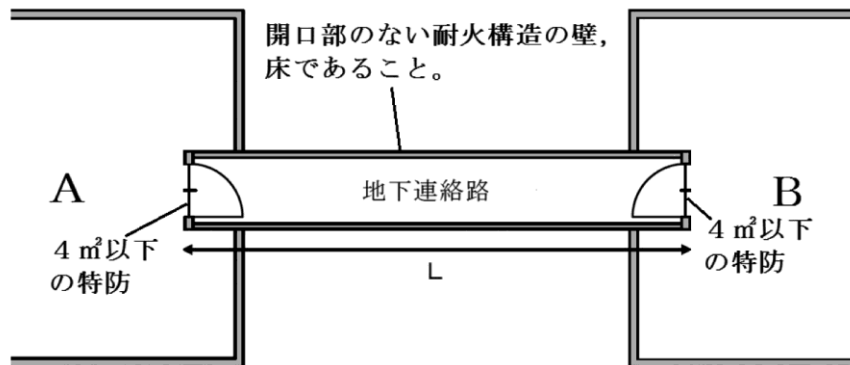 開口部のない耐火構造の壁，
床であること。
A
地下連絡路
B
４㎡以下
の特防
４㎡以下
の特防
L